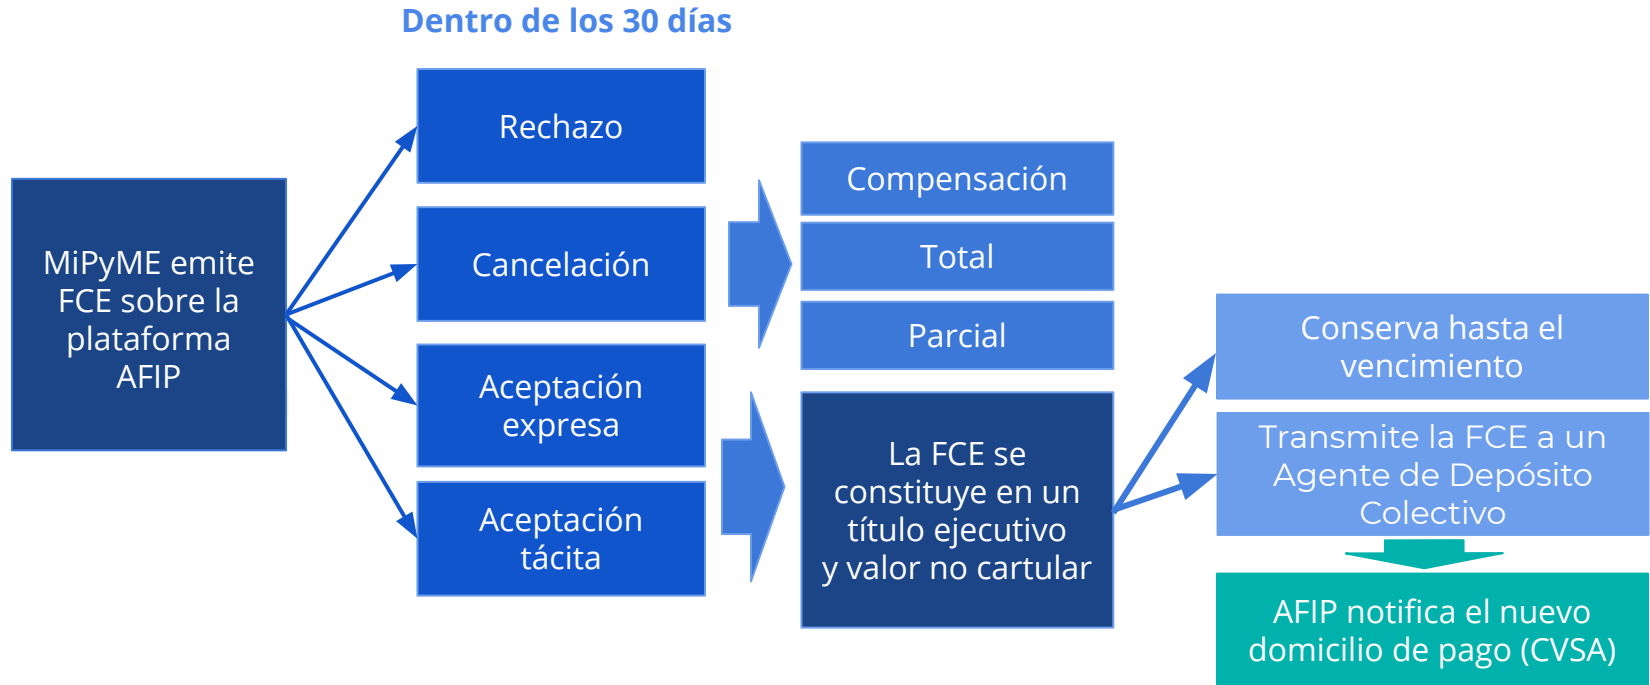 Dentro de los 30 días
MiPyME emite
FCE sobre la
plataforma
AFIP
Rechazo
Cancelación
Aceptación
expresa
Aceptación
tácita
Compensación
Total
Parcial
La FCE se
constituye en un
título ejecutivo
y valor no cartular
Conserva hasta el
vencimiento
Transmite la FCE a un
Agente de Depósito
Colectivo
AFIP notifica el nuevo
domicilio de pago (CVSA)